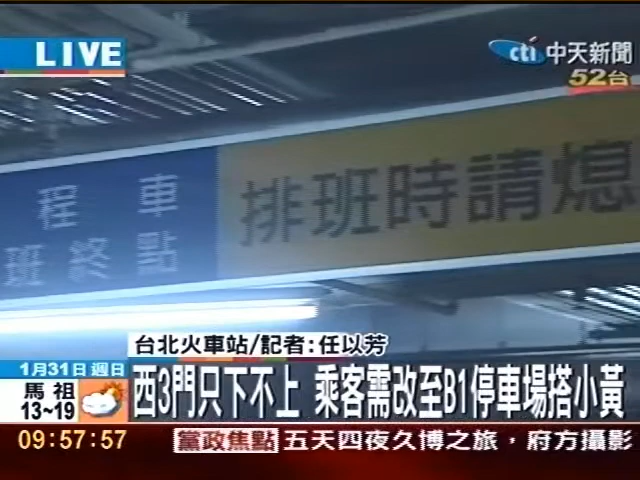 LIVE
cti 中天新聞
52台
程車
班終點
排班時請熄
台北火車站/記者:任以芳
1月31日 週日
馬祖
13~19
西3門只下不上 乘客需改至B1停車場搭小黃
09:57:57
黨政焦點 五天四夜久博之旅,府方攝影